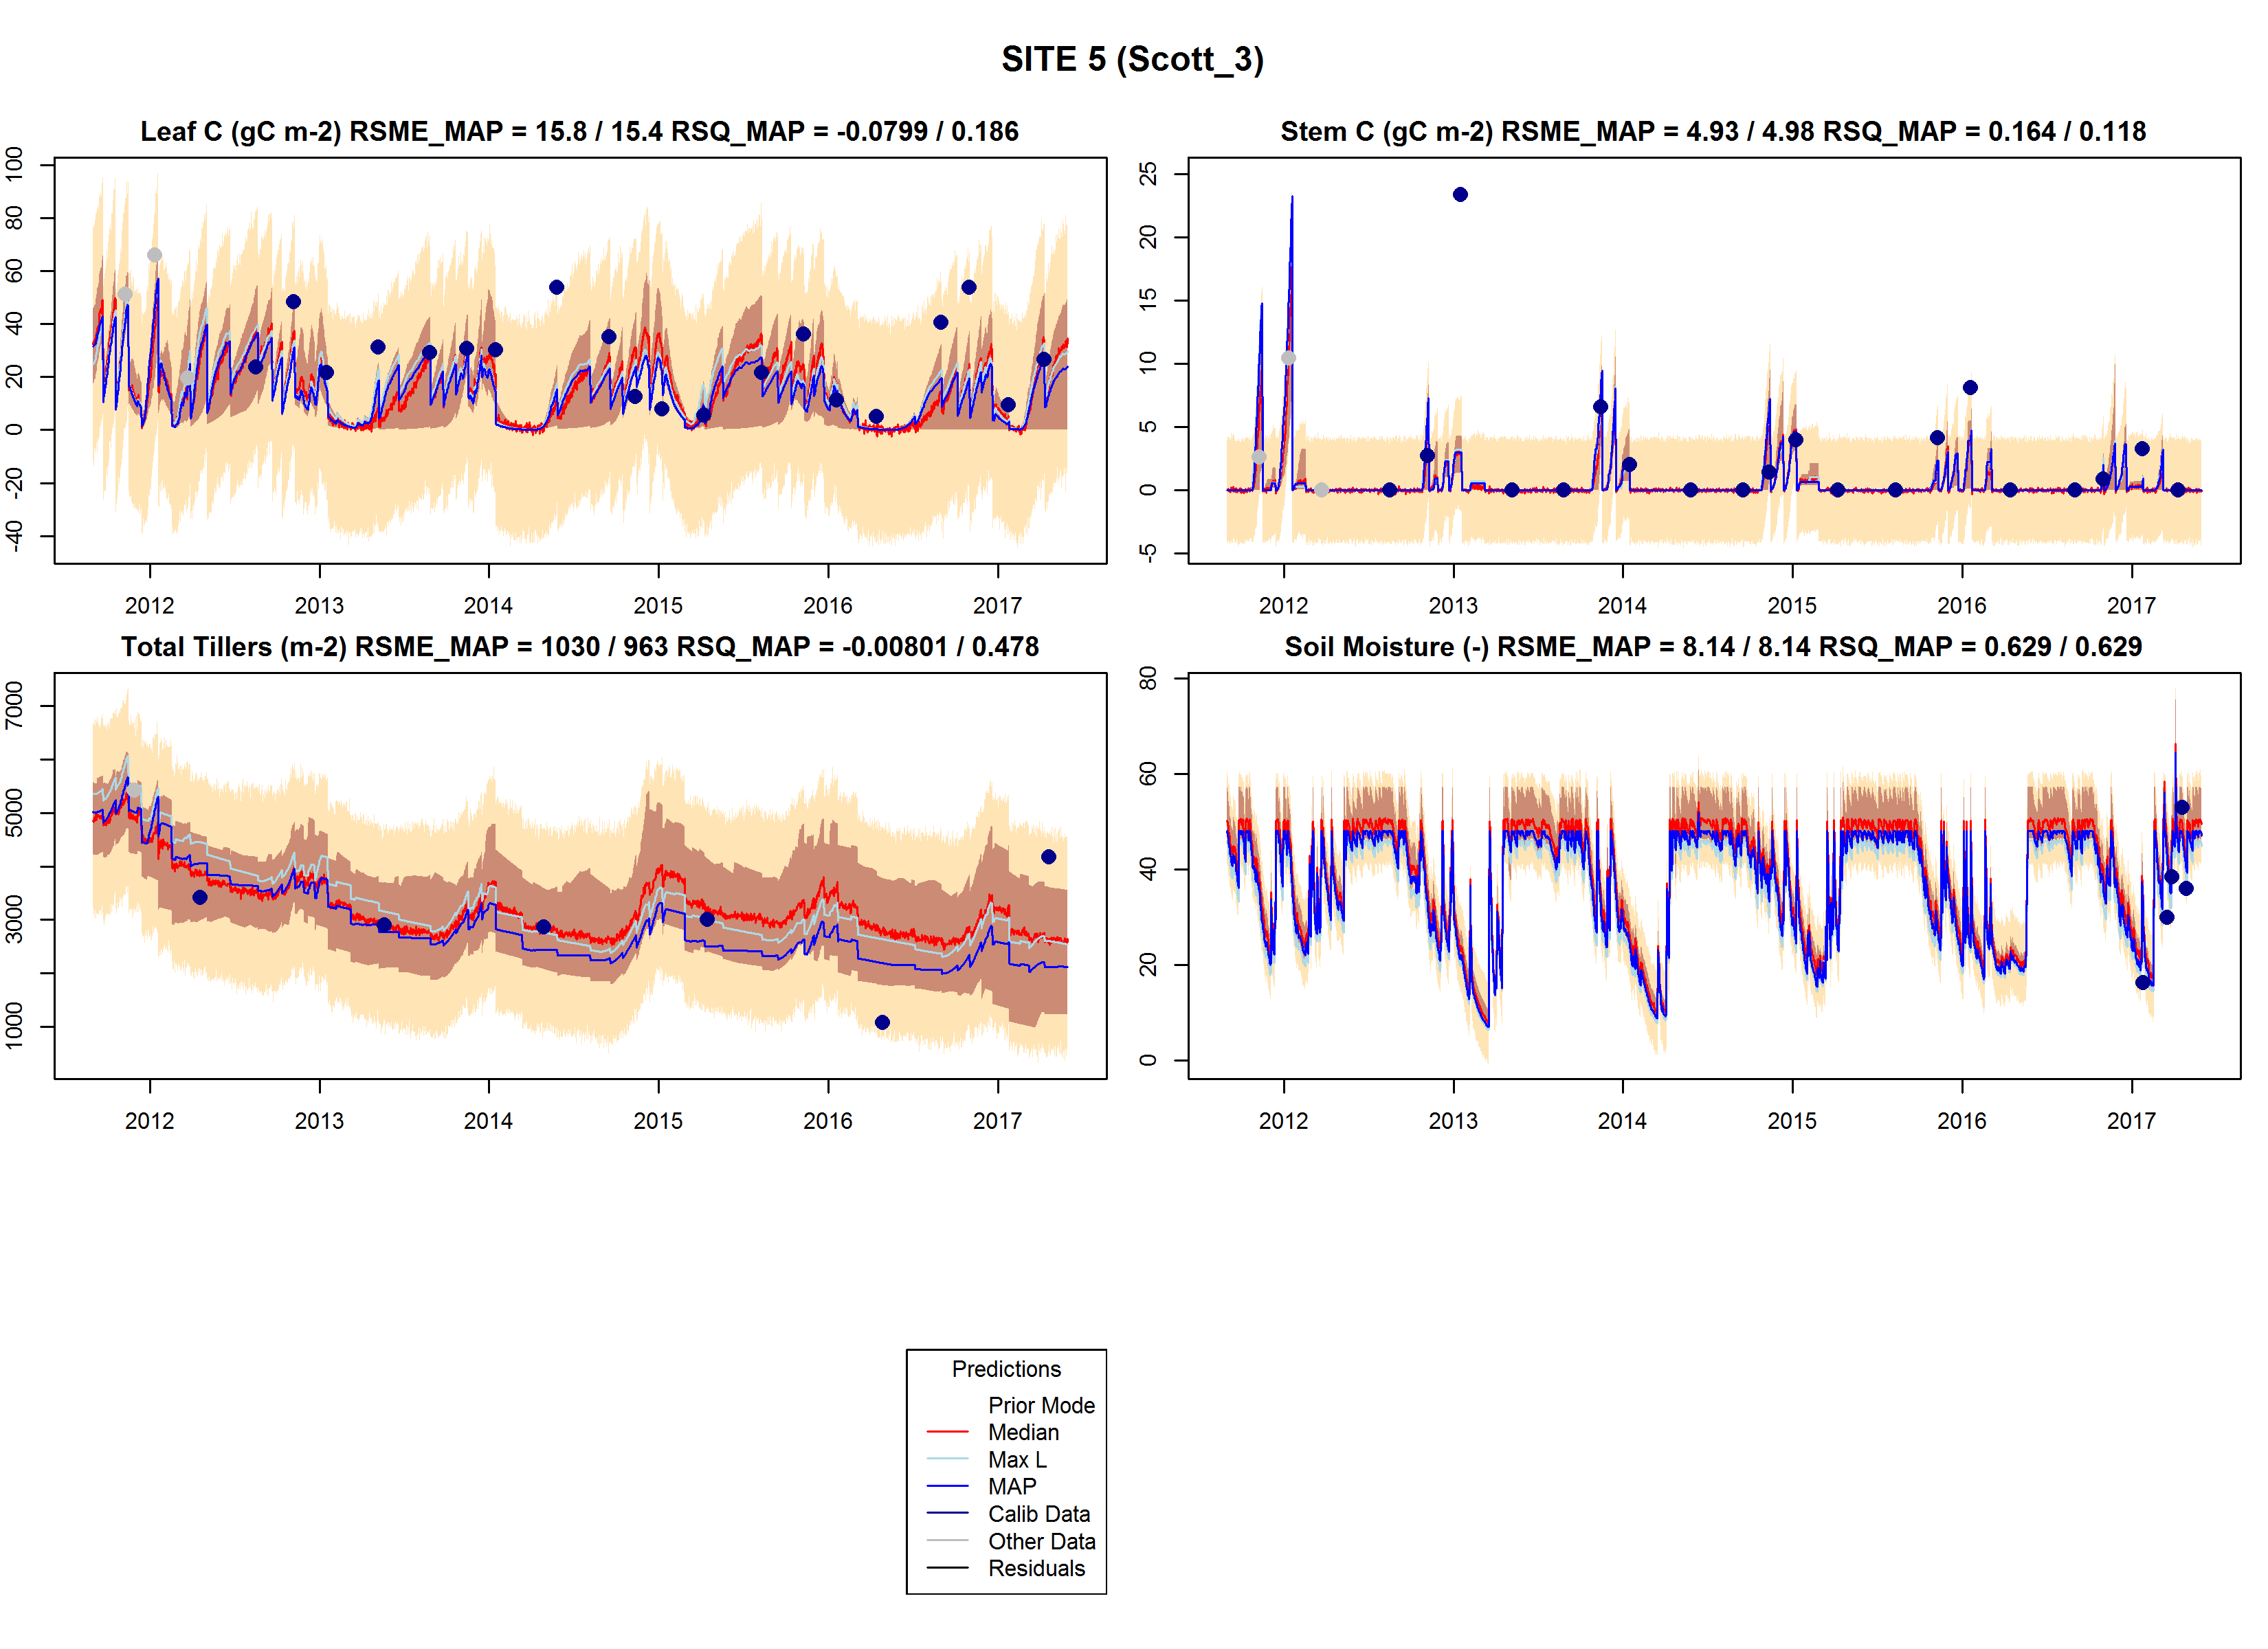 SITE 5 (Scott_3)
Leaf C (gC m-2) RSME_MAP = 15.8 / 15.4 RSQ_MAP = -0.0799 / 0.186
100
80
60
40
20
0
-20
-40
2012 2013 2014 2015 2016 2017
Stem C (gC m-2) RSME_MAP = 4.93 / 4.98 RSQ_MAP = 0.164 / 0.118
25
20
15
10
5
0
-5
2012 2013 2014 2015 2016 2017
Total Tillers (m-2) RSME_MAP = 1030 / 963 RSQ_MAP = -0.00801 / 0.478
7000
5000
3000
1000
2012 2013 2014 2015 2016 2017
Soil Moisture (-) RSME_MAP = 8.14 / 8.14 RSQ_MAP = 0.629 / 0.629
80
60
40
20
0
2012 2013 2014 2015 2016 2017
Predictions
Prior Mode
Median
Max L
MAP
Calib Data
Other Data
Residuals